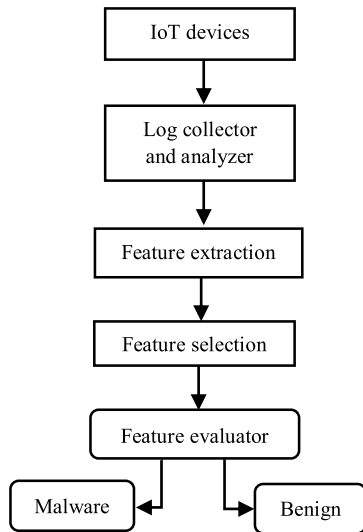 IoT devices
Log collector
and analyzer
Feature extraction
Feature selection
Feature evaluator
Malware
Benign